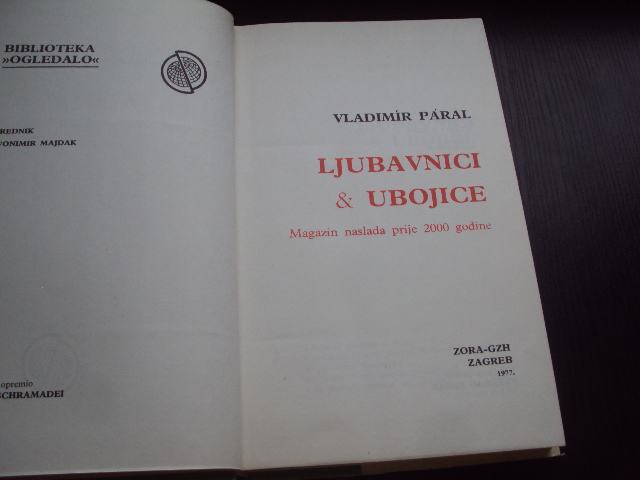 BIBLIOTEKA
»OGLEDALO«
REDNIK
VONIMIR MAJDAK
opremio
SCHRAMADEI
VLADIMÍR PÁRAL
LJUBAVNICI
& UBOJICE
Magazin naslada prije 2000 godine
ZORA-GZH
ZAGREB
1977.